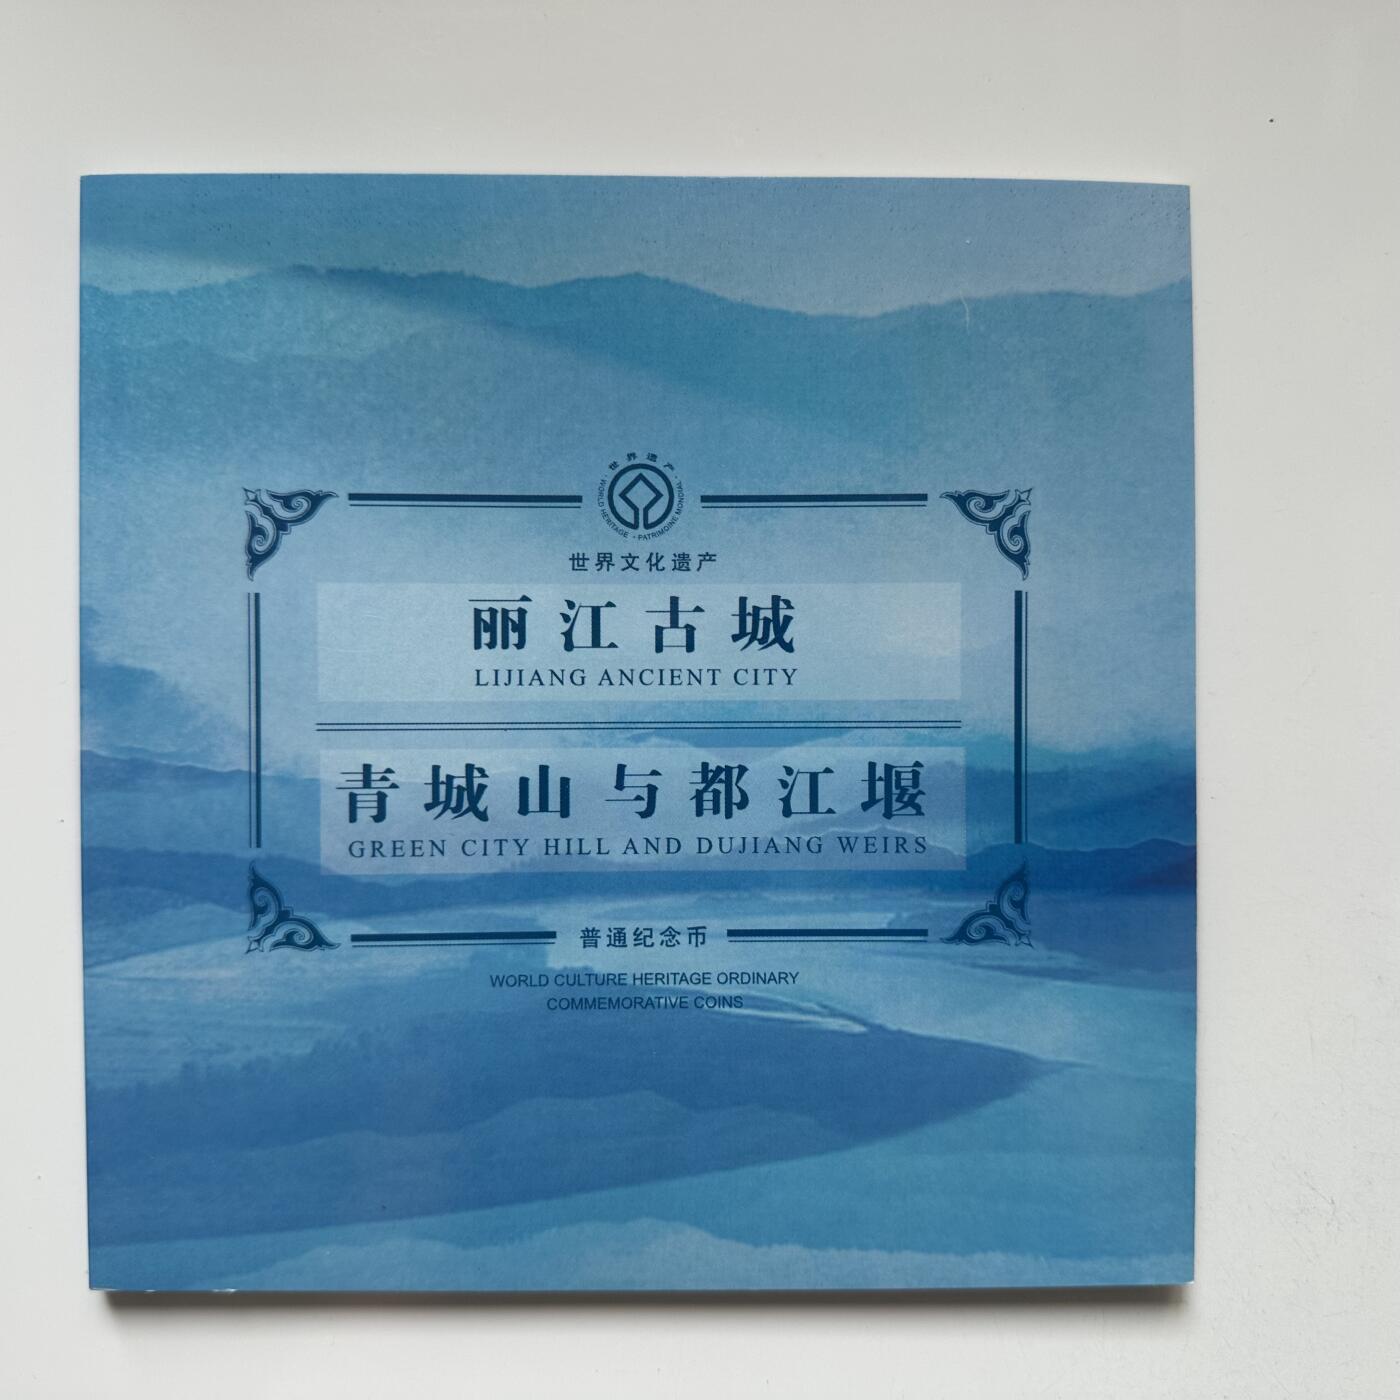 世界遗产
WORLD HERITAGE · PATRIMOINE MONDIAL
世界文化遗产
丽江古城
LIJIANG ANCIENT CITY
青城山与都江堰
GREEN CITY HILL AND DUJIANG WEIRS
普通纪念币
WORLD CULTURE HERITAGE ORDINARY
COMMEMORATIVE COINS